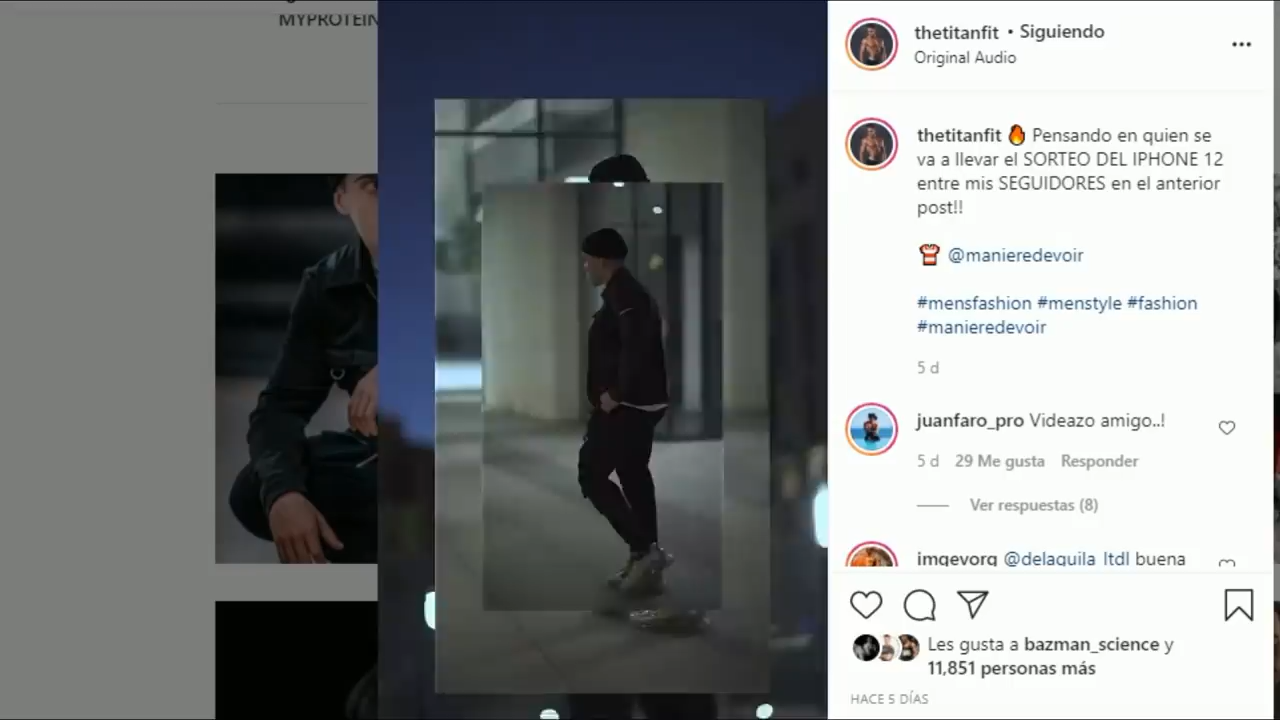 MYPROTEIN
thetitanfit • Siguiendo
Original Audio
thetitanfit 🔥 Pensando en quien se
va a llevar el SORTEO DEL IPHONE 12
entre mis SEGUIDORES en el anterior
post!!
@manieredevoir
#mensfashion #menstyle #fashion
#manieredevoir
5 d
juanfaro_pro Videazo amigo..!
5 d 29 Me gusta Responder
Ver respuestas (8)
imgevorg @delaguila_ltdl buena
Les gusta a bazman_science y
11,851 personas más
HACE 5 DÍAS